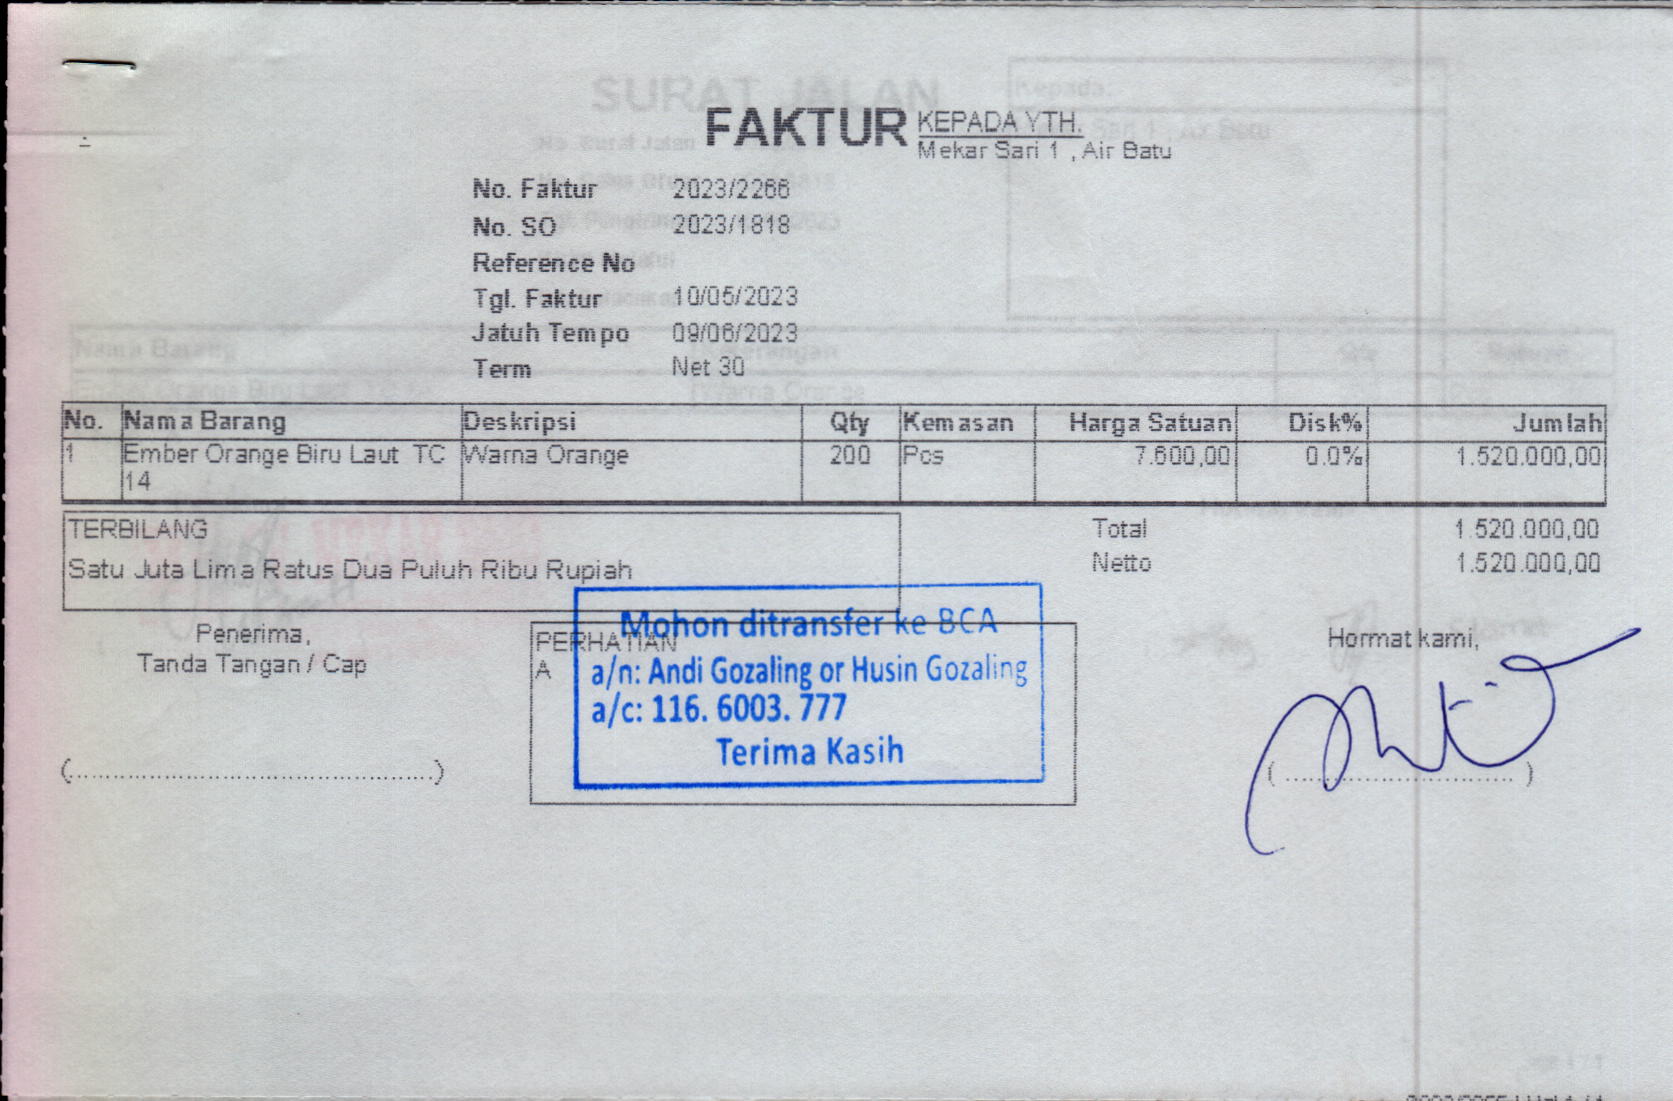 FAKTUR
KEPADA YTH.
Mekar Sari 1 , Air Batu
No. Faktur 2023/2266
No. SO 2023/1818
Reference No
Tgl. Faktur 10/05/2023
Jatuh Tempo 09/06/2023
Term Net 30
No. Nama Barang Deskripsi Qty Kemasan Harga Satuan Disk% Jumlah
1 Ember Orange Biru Laut TC Warna Orange 200 Pcs 7.600,00 0.0% 1.520.000,00
14
TERBILANG
Satu Juta Lima Ratus Dua Puluh Ribu Rupiah
Total 1.520.000,00
Netto 1.520.000,00
Penerima,
Tanda Tangan / Cap
PERHATIAN
A
Mohon ditransfer ke BCA
a/n: Andi Gozaling or Husin Gozaling
a/c: 116. 6003. 777
Terima Kasih
Hormat kami,
SURAT JALAN
Kepada:
Nama Barang